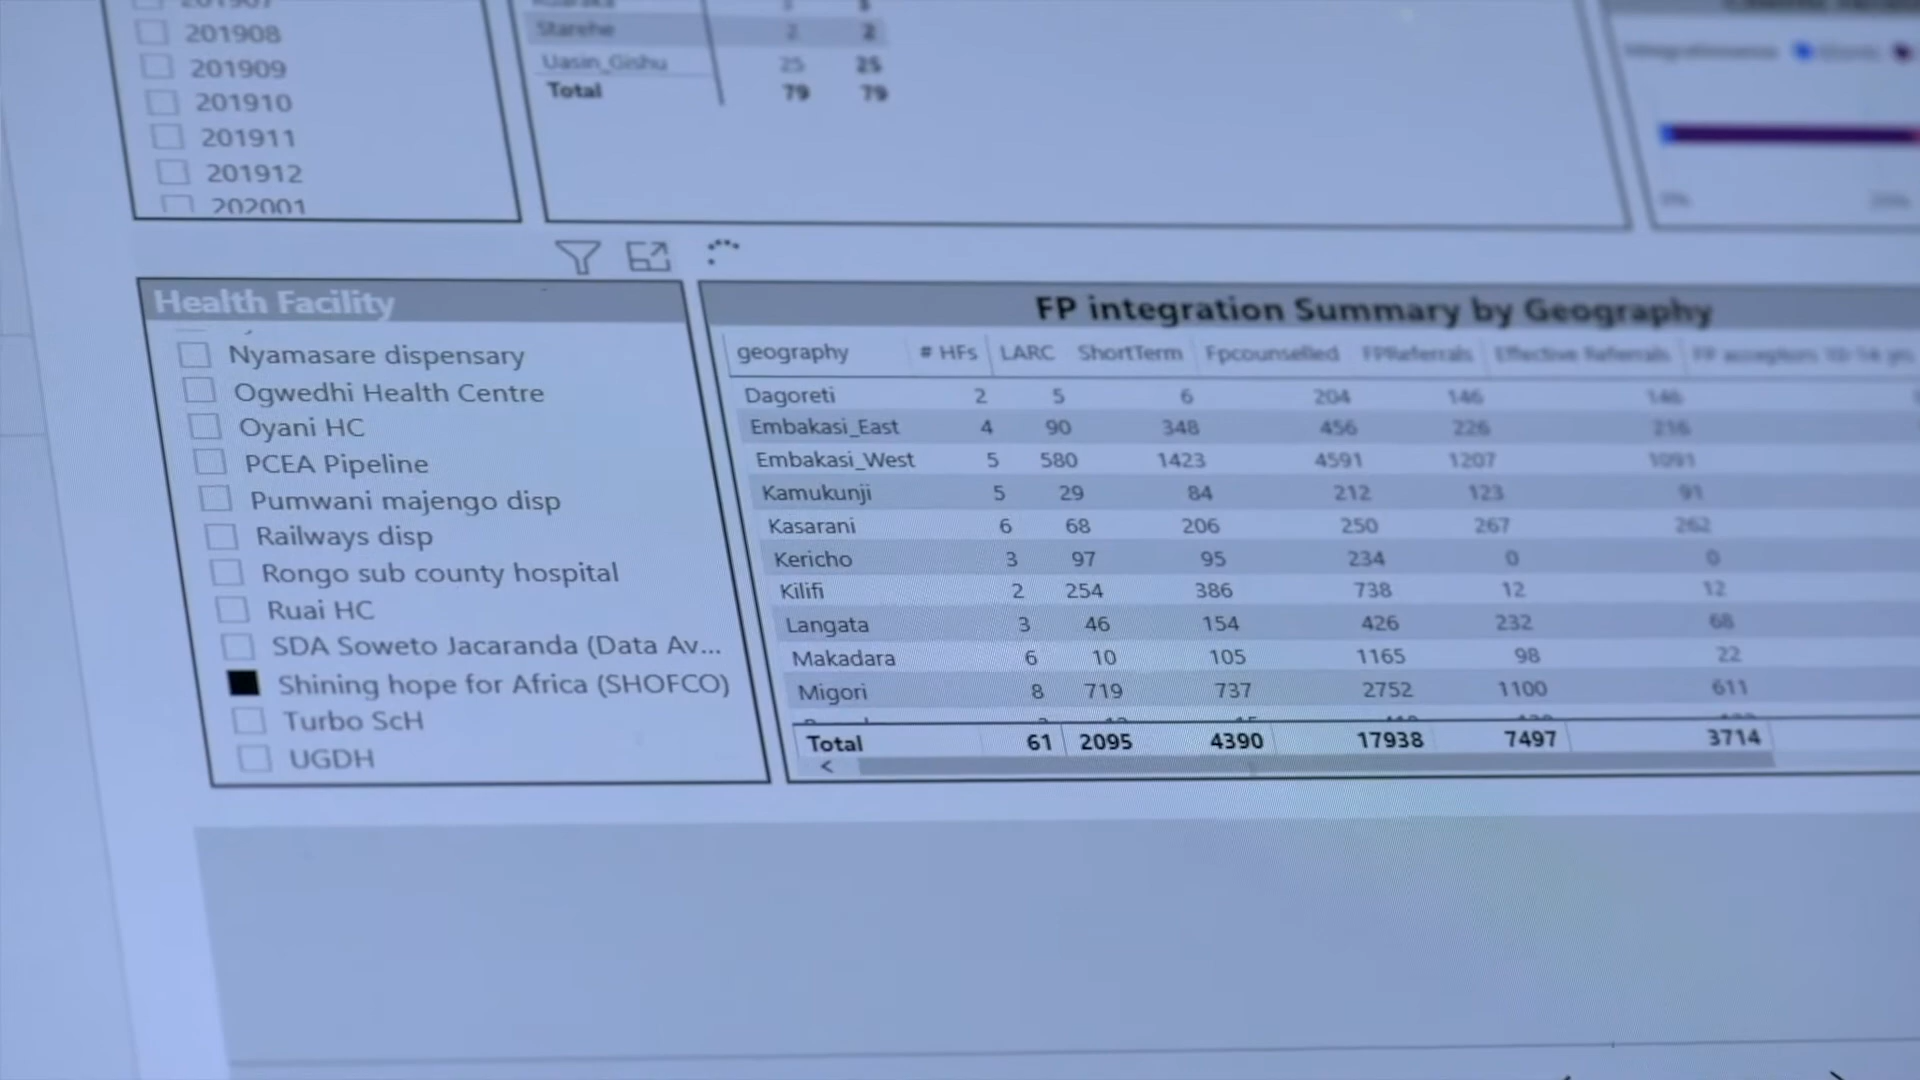 201907
201908
201909
201910
201911
201912
202001
Starehe 2 2
Uasin_Gishu 25 25
Total 79 79
Health Facility
Nyamasare dispensary
Ogwedhi Health Centre
Oyani HC
PCEA Pipeline
Pumwani majengo disp
Railways disp
Rongo sub county hospital
Ruai HC
SDA Soweto Jacaranda (Data Av...
Shining hope for Africa (SHOFCO)
Turbo ScH
UGDH
FP integration Summary by Geography
geography # HFs LARC ShortTerm Fpcounselled FPReferrals Effective Referrals FP acceptors 10-14 yrs
Dagoreti 2 5 6 204 146 146
Embakasi_East 4 90 348 456 226 216
Embakasi_West 5 580 1423 4591 1207 1091
Kamukunji 5 29 84 212 123 91
Kasarani 6 68 206 250 267 262
Kericho 3 97 95 234 0 0
Kilifi 2 254 386 738 12 12
Langata 3 46 154 426 232 68
Makadara 6 10 105 1165 98 22
Migori 8 719 737 2752 1100 611
Total 61 2095 4390 17938 7497 3714